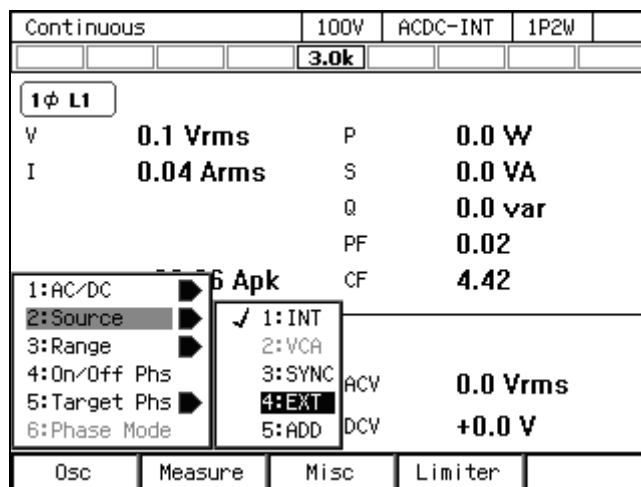 Continuous 100V ACDC-INT 1P2W
3.0k
1ϕ L1
V 0.1 Vrms P 0.0 W
I 0.04 Arms S 0.0 VA
Q 0.0 var
PF 0.02
6 Apk CF 4.42
1:AC/DC
2:Source
3:Range
4:On/Off Phs
5:Target Phs
6:Phase Mode
✓ 1:INT
2:VCA
3:SYNC
4:EXT
5:ADD
ACV 0.0 Vrms
DCV +0.0 V
Osc Measure Misc Limiter